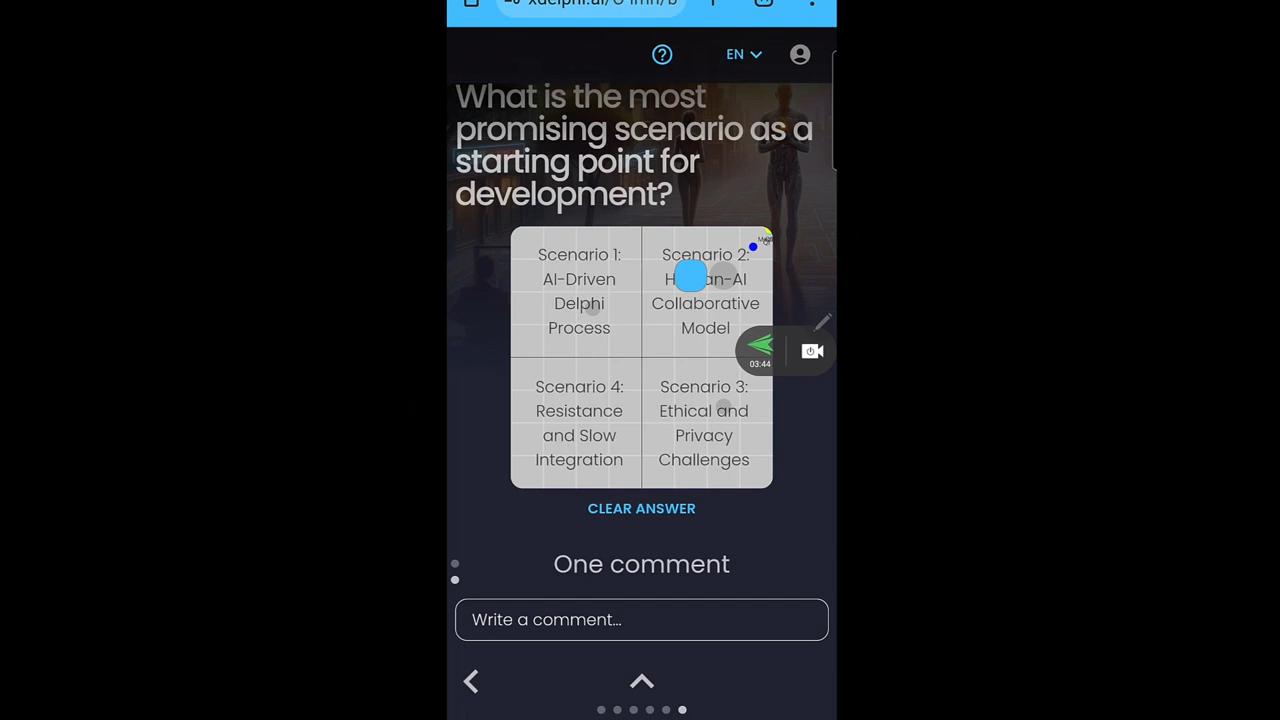 What is the most
promising scenario as a
starting point for
development?
EN
Scenario 1:
AI-Driven
Delphi
Process
Scenario 2:
Collaborative
Model
03:44
Scenario 4:
Resistance
and Slow
Integration
Scenario 3:
Ethical and
Privacy
Challenges
CLEAR ANSWER
One comment
Write a comment...